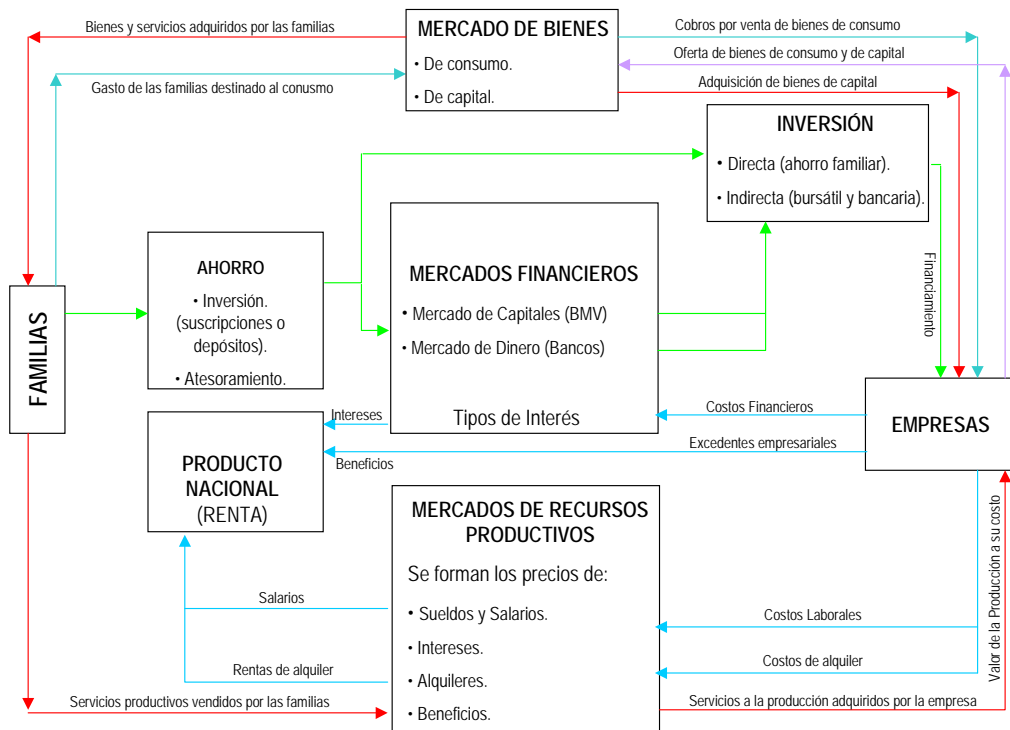 Bienes y servicios adquiridos por las familias
Gasto de las familias destinado al conusmo
MERCADO DE BIENES
• De consumo.
• De capital.
Cobros por venta de bienes de consumo
Oferta de bienes de consumo y de capital
Adquisición de bienes de capital
INVERSIÓN
• Directa (ahorro familiar).
• Indirecta (bursátil y bancaria).
Financiamiento
FAMILIAS
AHORRO
• Inversión.
(suscripciones o
depósitos).
• Atesoramiento.
MERCADOS FINANCIEROS
• Mercado de Capitales (BMV)
• Mercado de Dinero (Bancos)
Tipos de Interés
EMPRESAS
Costos Financieros
Intereses
Excedentes empresariales
Beneficios
PRODUCTO
NACIONAL
(RENTA)
MERCADOS DE RECURSOS
PRODUCTIVOS
Se forman los precios de:
• Sueldos y Salarios.
• Intereses.
• Alquileres.
• Beneficios.
Salarios
Rentas de alquiler
Servicios productivos vendidos por las familias
Costos Laborales
Costos de alquiler
Servicios a la producción adquiridos por la empresa
Valor de la Producción a su costo